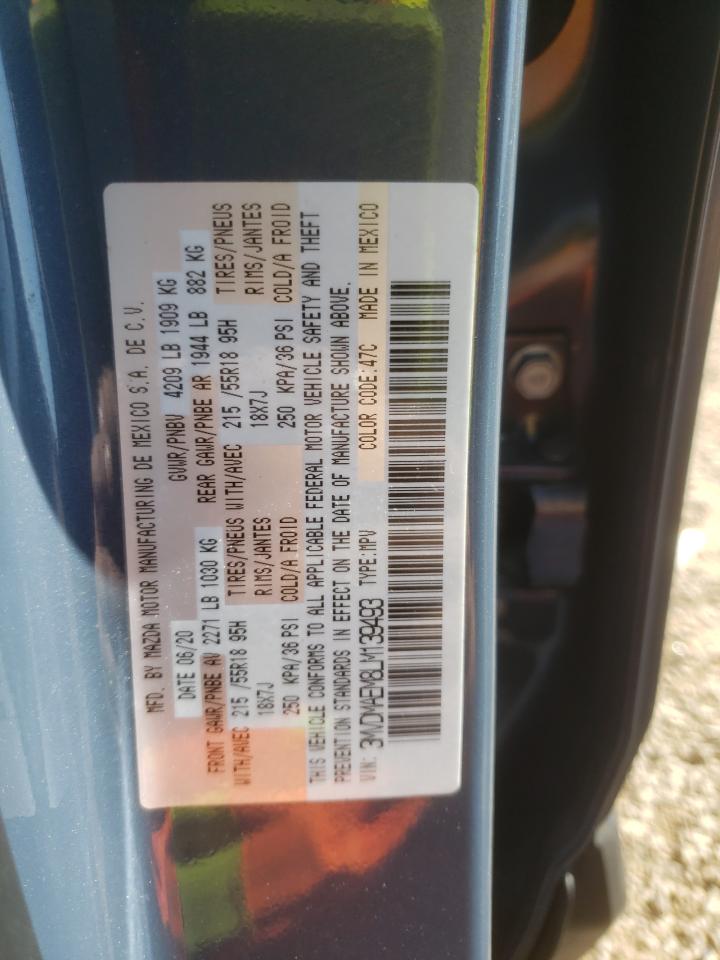 MFD. BY MAZDA MOTOR MANUFACTURING DE MEXICO S.A. DE C.V.
DATE 06/20 GVWR/PNBV 4209 LB 1909 KG
FRONT GAWR/PNBE AV 2271 LB 1030 KG REAR GAWR/PNBE AR 1944 LB 882 KG
WITH/AVEC 215 /55R18 95H TIRES/PNEUS WITH/AVEC 215 /55R18 95H TIRES/PNEUS
18X7J RIMS/JANTES 18X7J RIMS/JANTES
250 KPA/36 PSI COLD/A FROID 250 KPA/36 PSI COLD/A FROID
THIS VEHICLE CONFORMS TO ALL APPLICABLE FEDERAL MOTOR VEHICLE SAFETY AND THEFT
PREVENTION STANDARDS IN EFFECT ON THE DATE OF MANUFACTURE SHOWN ABOVE.
VIN: 3MVDMAEM8LM139493 TYPE:MPV COLOR CODE:47C MADE IN MEXICO